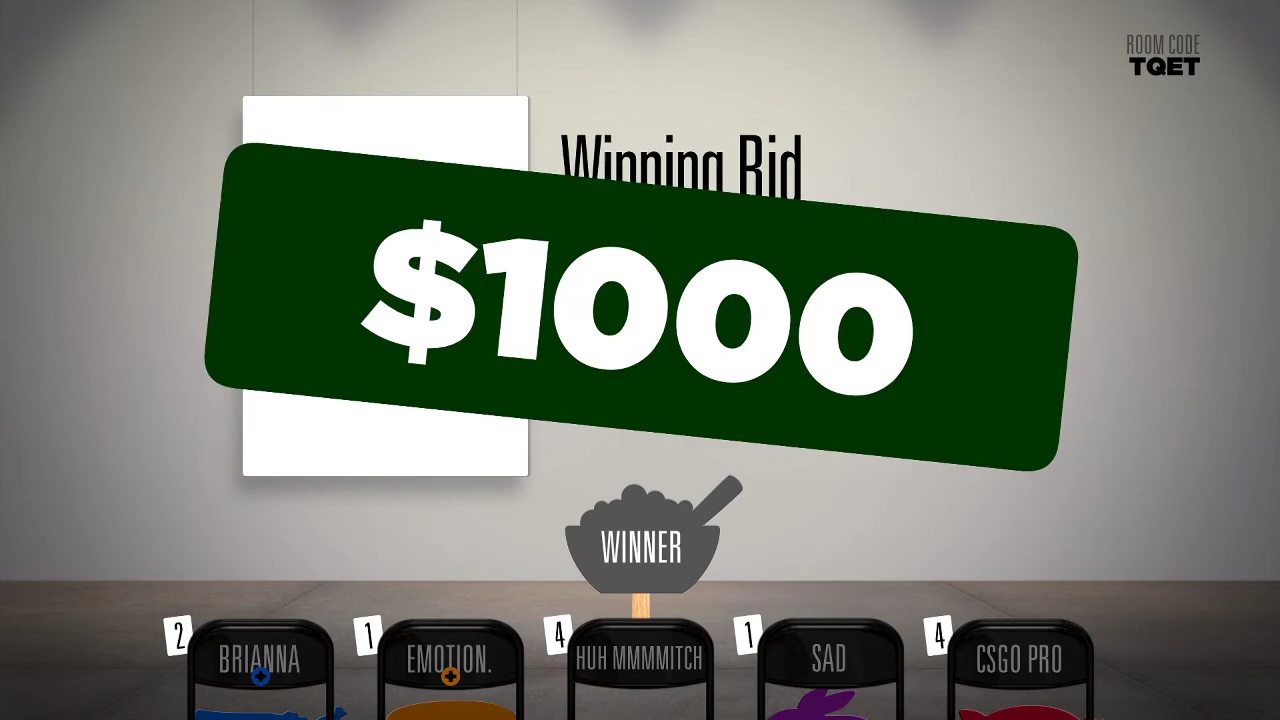 ROOM CODE
TQET
Winning Bid
$1000
WINNER
2
BRIANNA
1
EMOTION.
4
HUH MMMMITCH
1
SAD
4
CSGO PRO